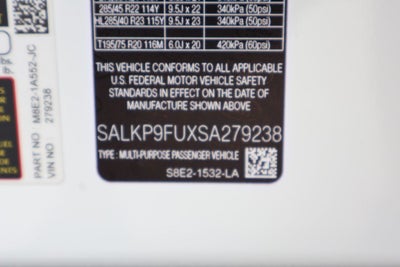 285/45 R22 114Y 9.5J x 22 340kPa (50psi)
HL285/40 R23 115Y 9.5J x 23 340kPa (50psi)
T195/75 R20 116M 6.0J x 20 420kPa (60psi)
THIS VEHICLE CONFORMS TO ALL APPLICABLE
U.S. FEDERAL MOTOR VEHICLE SAFETY
STANDARDS IN EFFECT ON THE DATE OF
MANUFACTURE SHOWN ABOVE
SALKP9FUXSA279238
TYPE : MULTI-PURPOSE PASSENGER VEHICLE
S8E2-1532-LA
PART NO M8E2-1A552-JC
VIN NO 279238
lb.